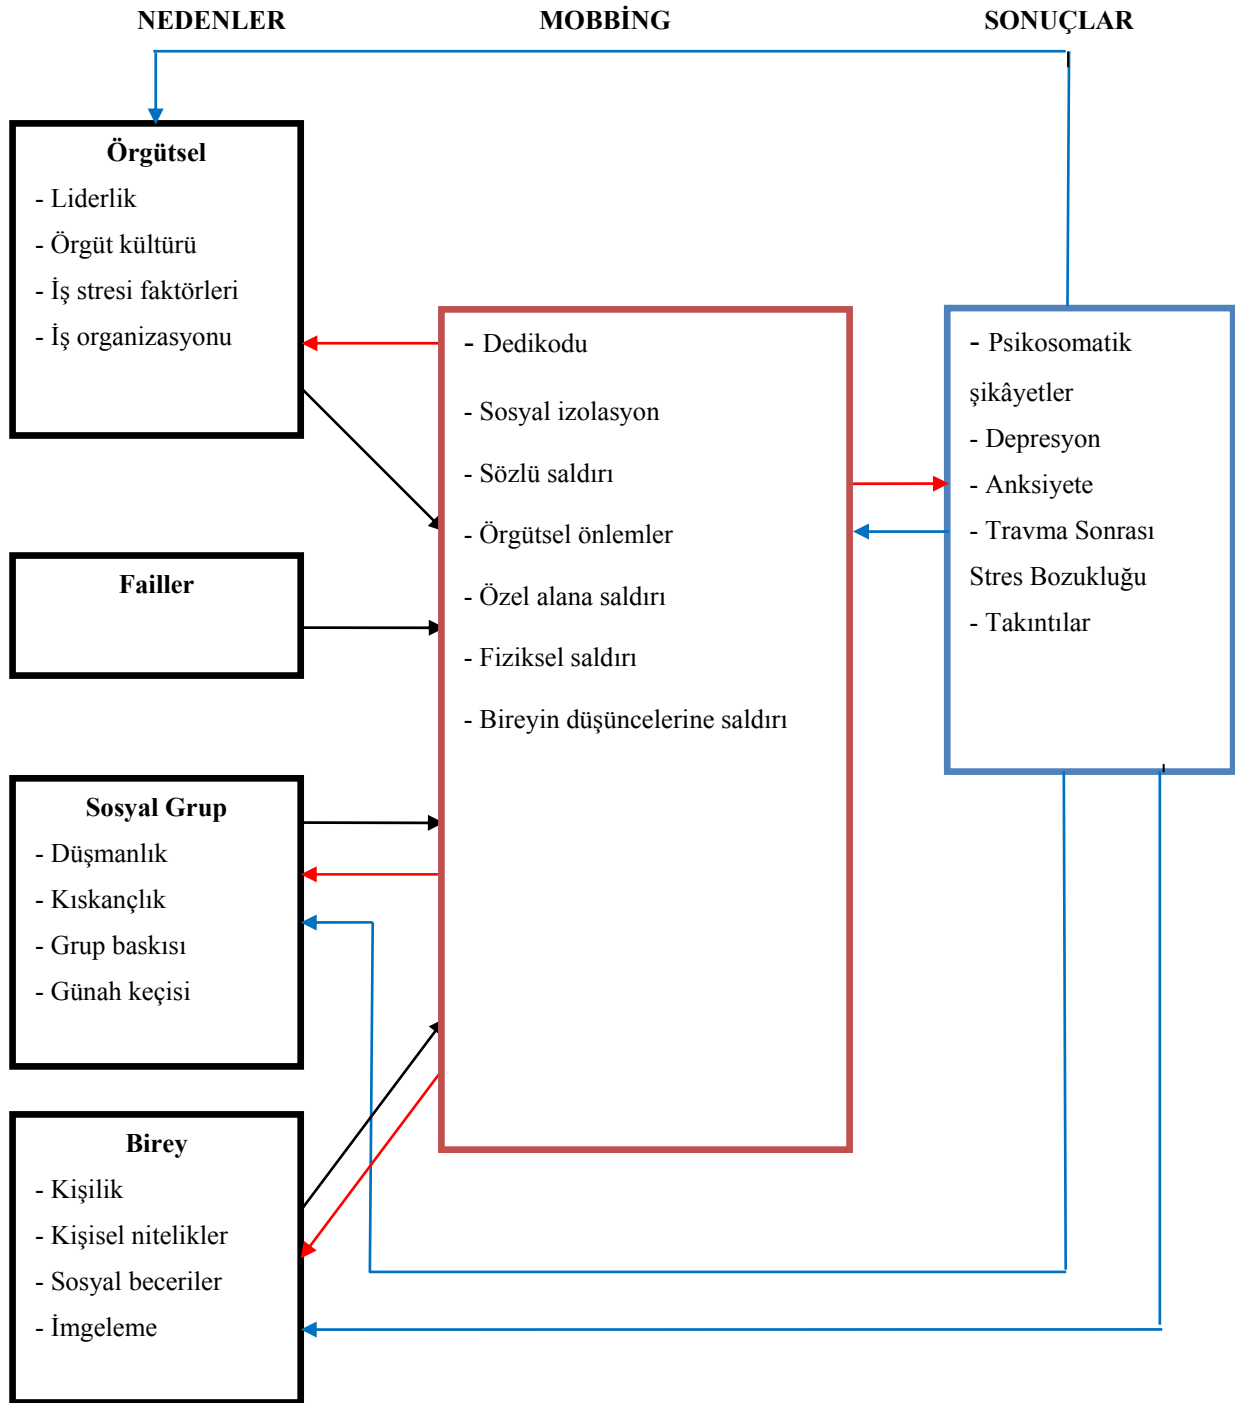 NEDENLER MOBBİNG SONUÇLAR
Örgütsel
- Liderlik
- Örgüt kültürü
- İş stresi faktörleri
- İş organizasyonu
Failler
Sosyal Grup
- Düşmanlık
- Kıskançlık
- Grup baskısı
- Günah keçisi
Birey
- Kişilik
- Kişisel nitelikler
- Sosyal beceriler
- İmgeleme
- Dedikodu
- Sosyal izolasyon
- Sözlü saldırı
- Örgütsel önlemler
- Özel alana saldırı
- Fiziksel saldırı
- Bireyin düşüncelerine saldırı
- Psikosomatik
şikâyetler
- Depresyon
- Anksiyete
- Travma Sonrası
Stres Bozukluğu
- Takıntılar